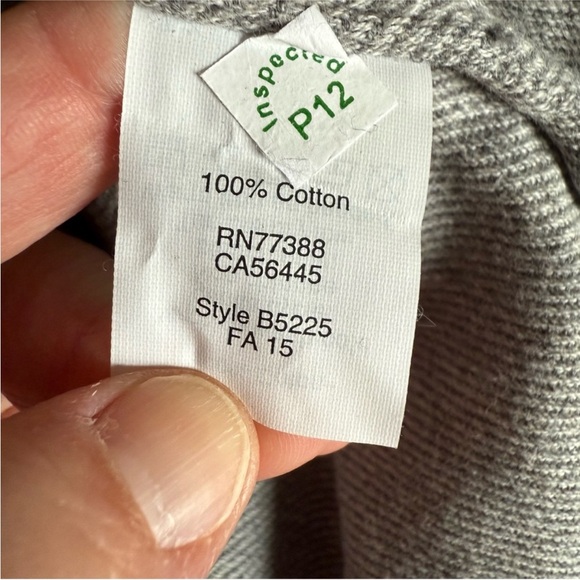 Inspected
P12
100% Cotton
RN77388
CA56445
Style B5225
FA 15